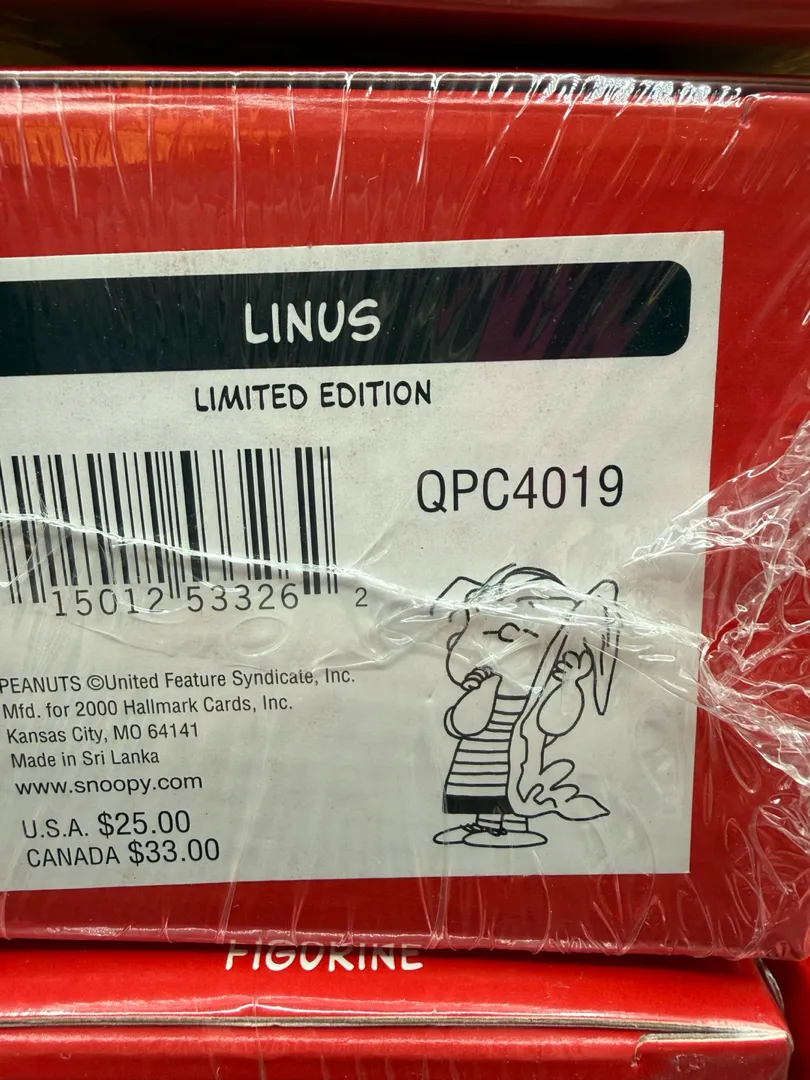 LINUS
LIMITED EDITION
QPC4019
15012 53326 2
PEANUTS ©United Feature Syndicate, Inc.
Mfd. for 2000 Hallmark Cards, Inc.
Kansas City, MO 64141
Made in Sri Lanka
www.snoopy.com
U.S.A. $25.00
CANADA $33.00
FIGURINE